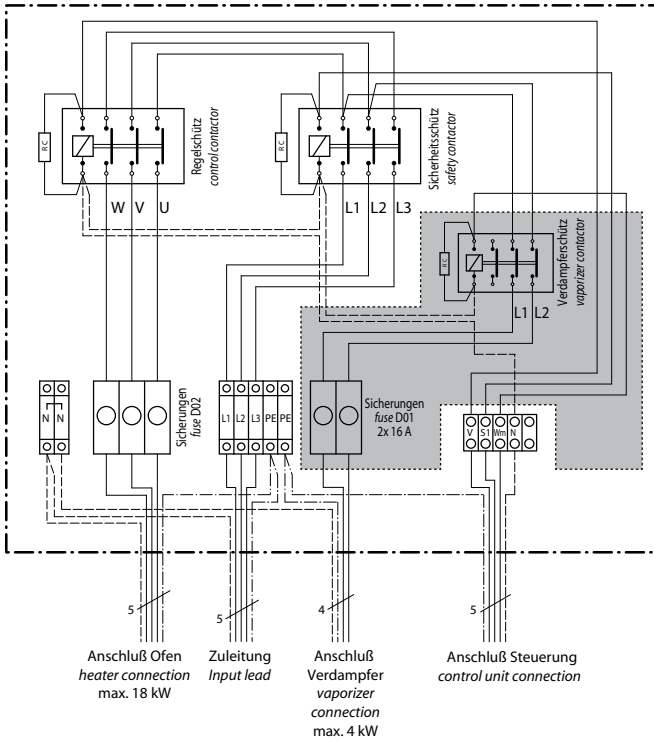 RC
Regelschütz
control contactor
RC
Sicherheitsschütz
safety contactor
W V U
L1 L2 L3
RC
Verdampferschütz
vaporizer contactor
L1 L2
N N
Sicherungen
fuse D02
L1 L2 L3 PE PE
Sicherungen
fuse D01
2x 16 A
V S1 Wm N
5
5
4
5
Anschluß Ofen
heater connection
max. 18 kW
Zuleitung
Input lead
Anschluß
Verdampfer
vaporizer
connection
max. 4 kW
Anschluß Steuerung
control unit connection